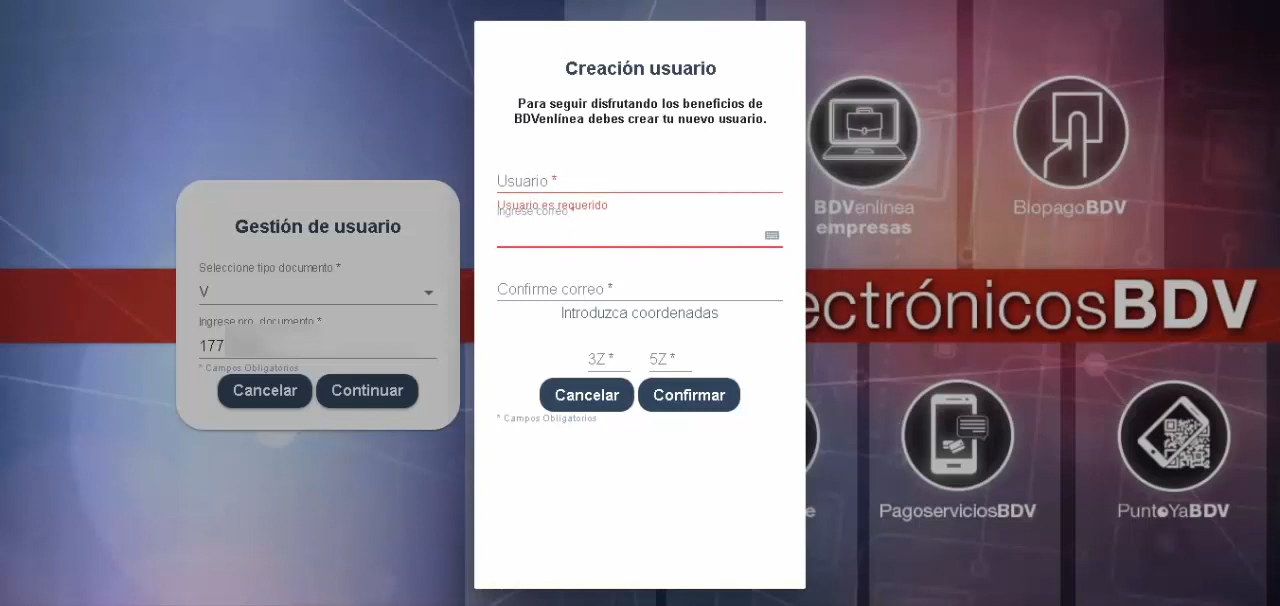 Creación usuario
Para seguir disfrutando los beneficios de
BDVenlínea debes crear tu nuevo usuario.
Usuario *
Usuario es requerido
Ingrese correo *
Confirme correo *
Introduzca coordenadas
3Z *
5Z *
Cancelar
Confirmar
* Campos Obligatorios
Gestión de usuario
Seleccione tipo documento *
V
Ingrese nro. documento *
177
* Campos Obligatorios
Cancelar
Continuar
BDVenlínea
empresas
BiopagoBDV
ectrónicosBDV
e
PagoserviciosBDV
PuntoYaBDV